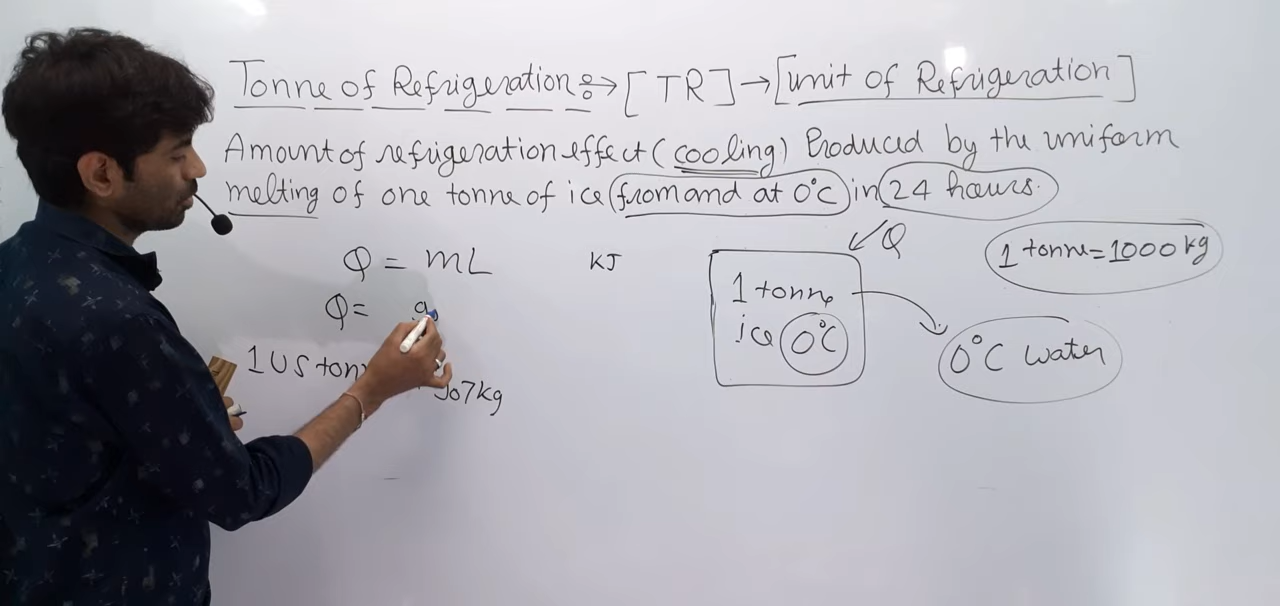 Tonne of Refrigeration :→ [TR] → [unit of Refrigeration]
Amount of refrigeration effect (cooling) Produced by the uniform
melting of one tonne of ice (from and at 0°C) in 24 hours.
Q = mL KJ
Q =
1 US ton
07kg
Q
1 tonne
ice 0°C
0°C water
1 tonne = 1000 kg